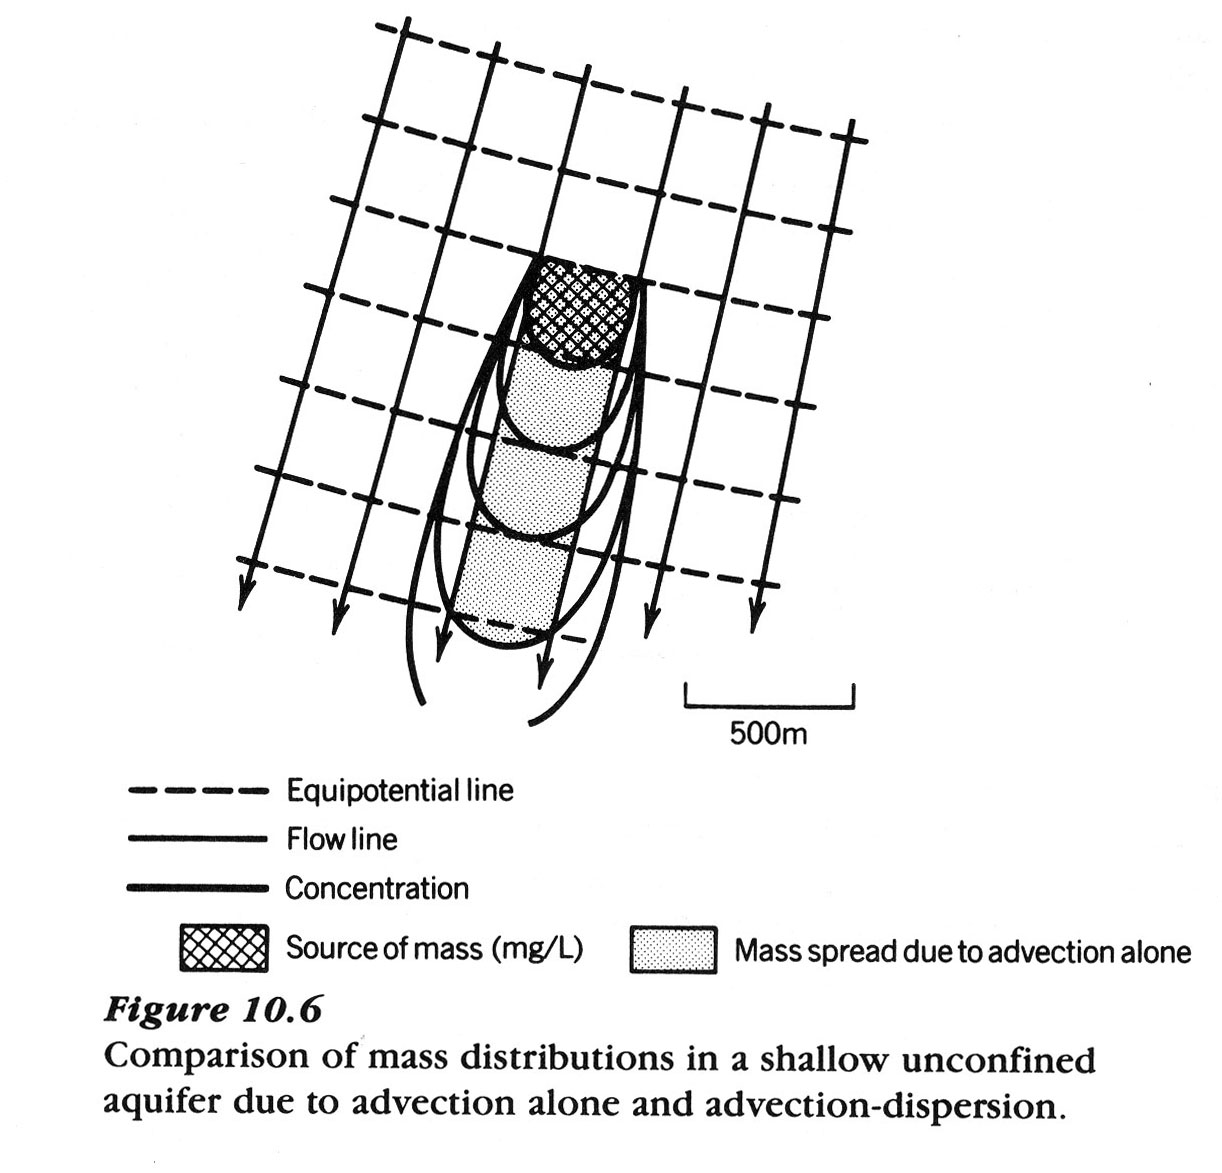 500m
Equipotential line
Flow line
Concentration
Source of mass (mg/L)
Mass spread due to advection alone
Figure 10.6
Comparison of mass distributions in a shallow unconfined
aquifer due to advection alone and advection-dispersion.